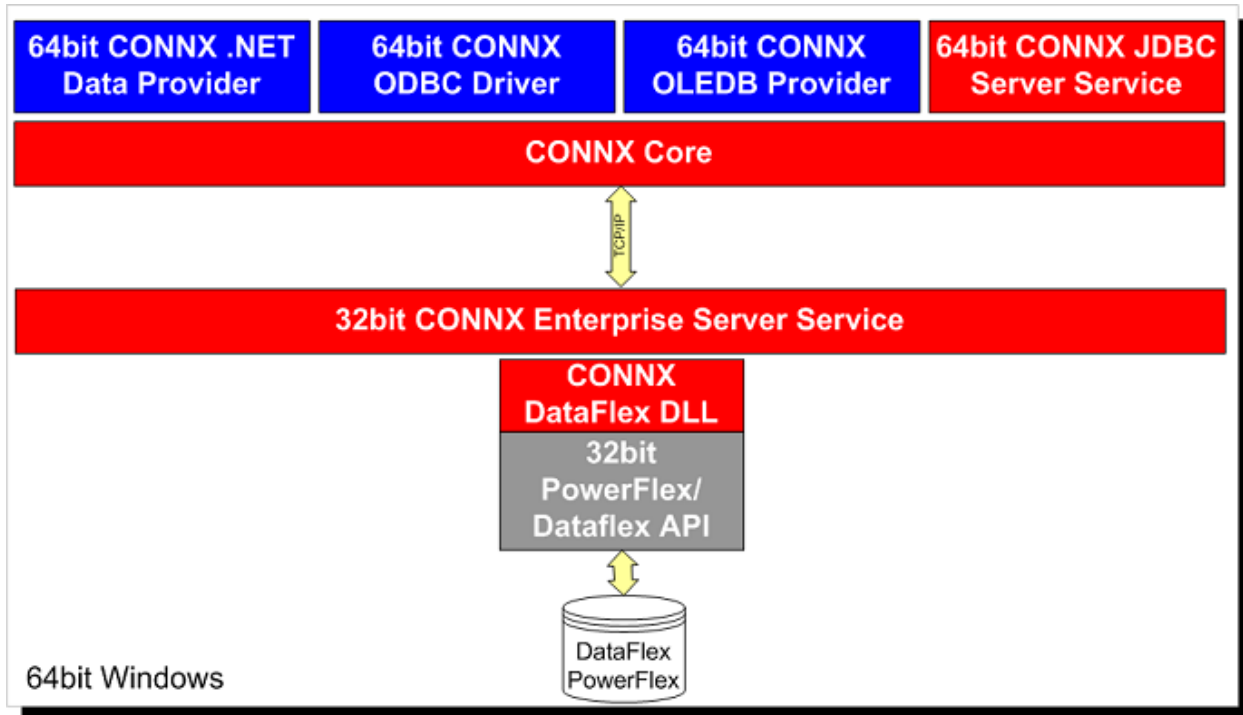 64bit CONNX .NET
Data Provider
64bit CONNX
ODBC Driver
64bit CONNX
OLEDB Provider
64bit CONNX JDBC
Server Service
CONNX Core
TCP/IP
32bit CONNX Enterprise Server Service
CONNX
DataFlex DLL
32bit
PowerFlex/
Dataflex API
DataFlex
PowerFlex
64bit Windows